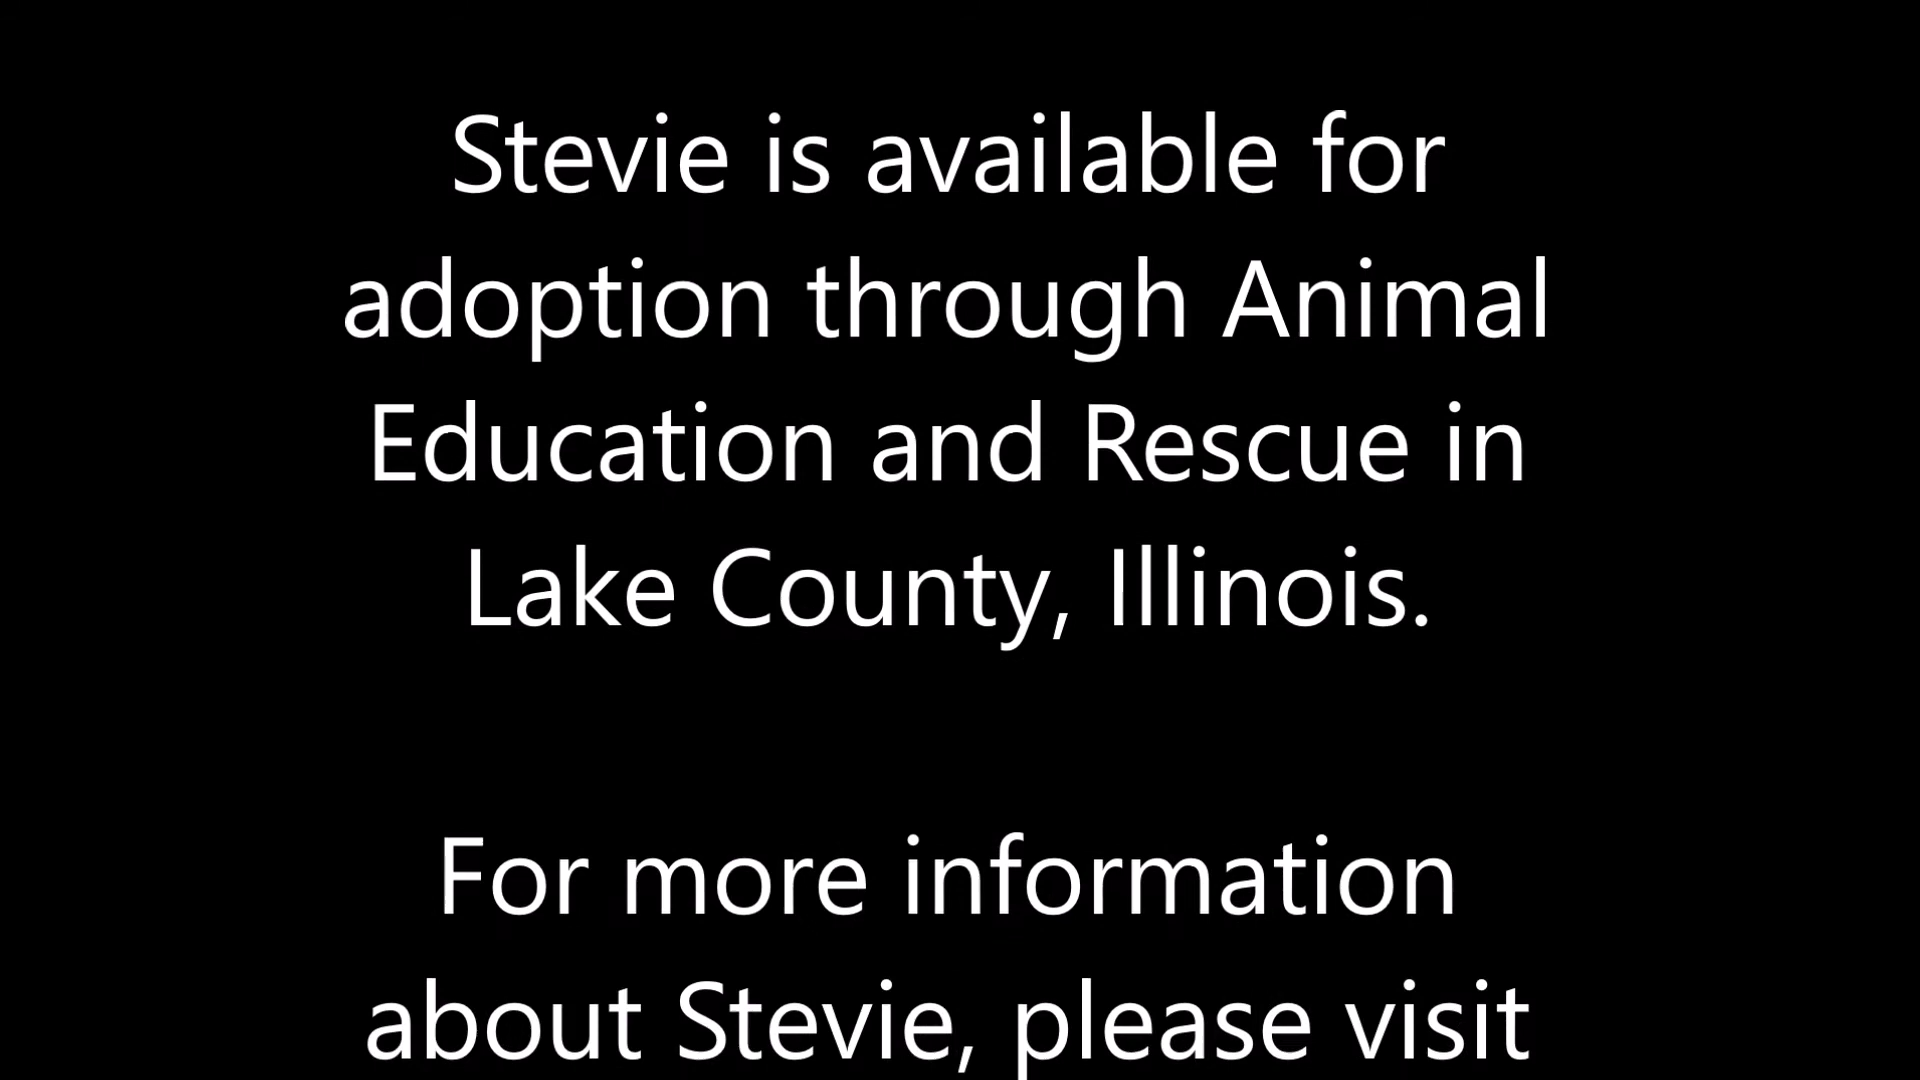 Stevie is available for
adoption through Animal
Education and Rescue in
Lake County, Illinois.
For more information
about Stevie, please visit